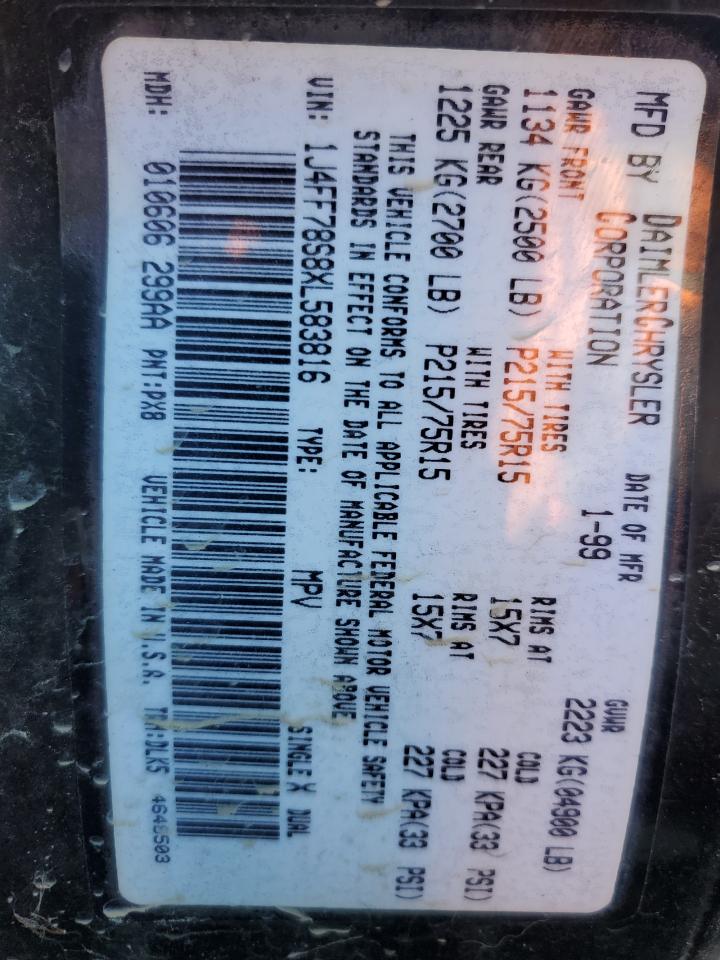 MFD BY DAIMLERCHRYSLER CORPORATION
DATE OF MFR 1-99
GVWR 2223 KG(04900 LB)
GAWR FRONT WITH TIRES RIMS AT COLD
1134 KG(2500 LB) P215/75R15 15X7 227 KPA(33 PSI)
GAWR REAR WITH TIRES RIMS AT COLD
1225 KG(2700 LB) P215/75R15 15X7 227 KPA(33 PSI)
THIS VEHICLE CONFORMS TO ALL APPLICABLE FEDERAL MOTOR VEHICLE SAFETY
STANDARDS IN EFFECT ON THE DATE OF MANUFACTURE SHOWN ABOVE
VIN: 1J4FF78S8XL583816 TYPE: MPV SINGLE X DUAL
MDH: 010606 299AA PNT:PX8 VEHICLE MADE IN U.S.A. :DLK5